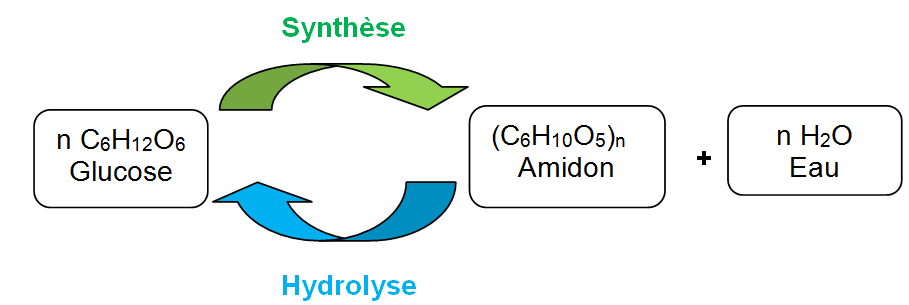 Synthèse
n C₆H₁₂O₆
Glucose
(C₆H₁₀O₅)ₙ
Amidon
+
n H₂O
Eau
Hydrolyse